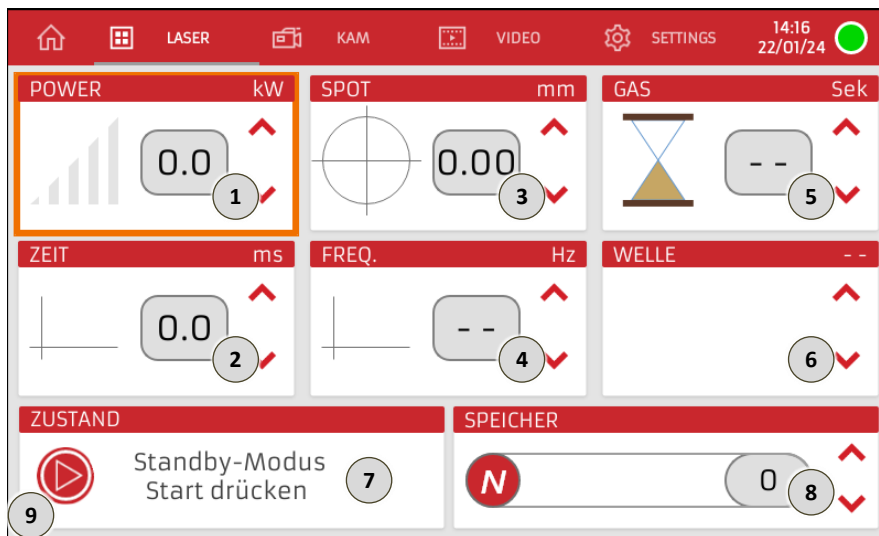 LASER KAM VIDEO SETTINGS 14:16
22/01/24
POWER kW SPOT mm GAS Sek
0.0 0.00 - -
1 3 5
ZEIT ms FREQ. Hz WELLE - -
0.0 - -
2 4 6
ZUSTAND SPEICHER
Standby-Modus
Start drücken
7
N 0
8
9